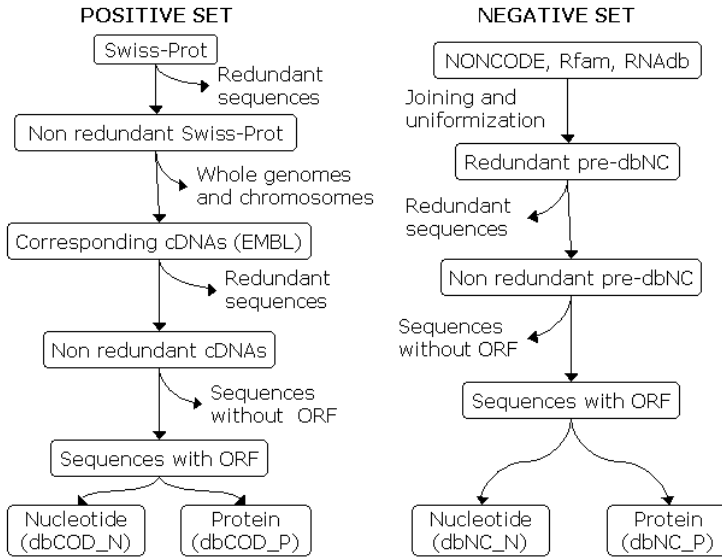 POSITIVE SET
Swiss-Prot
Redundant
sequences
Non redundant Swiss-Prot
Whole genomes
and chromosomes
Corresponding cDNAs (EMBL)
Redundant
sequences
Non redundant cDNAs
Sequences
without ORF
Sequences with ORF
Nucleotide
(dbCOD_N)
Protein
(dbCOD_P)
NEGATIVE SET
NONCODE, Rfam, RNAdb
Joining and
uniformization
Redundant pre-dbNC
Redundant
sequences
Non redundant pre-dbNC
Sequences
without ORF
Sequences with ORF
Nucleotide
(dbNC_N)
Protein
(dbNC_P)